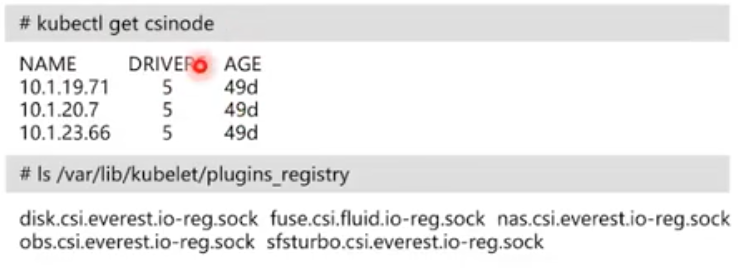 # kubectl get csinode
NAME DRIVERS AGE
10.1.19.71 5 49d
10.1.20.7 5 49d
10.1.23.66 5 49d
# ls /var/lib/kubelet/plugins_registry
disk.csi.everest.io-reg.sock fuse.csi.fluid.io-reg.sock nas.csi.everest.io-reg.sock
obs.csi.everest.io-reg.sock sfsturbo.csi.everest.io-reg.sock